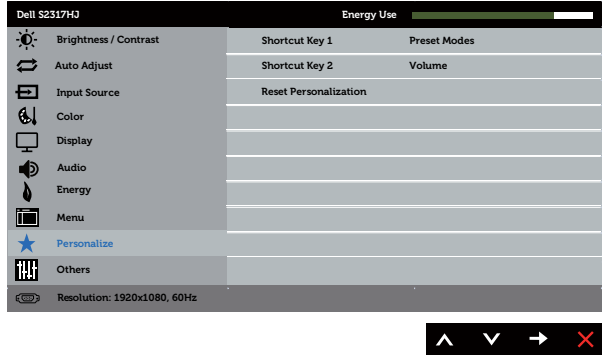 Dell S2317HJ Energy Use
Brightness / Contrast Shortcut Key 1 Preset Modes
Auto Adjust Shortcut Key 2 Volume
Input Source Reset Personalization
Color
Display
Audio
Energy
Menu
Personalize
Others
Resolution: 1920x1080, 60Hz